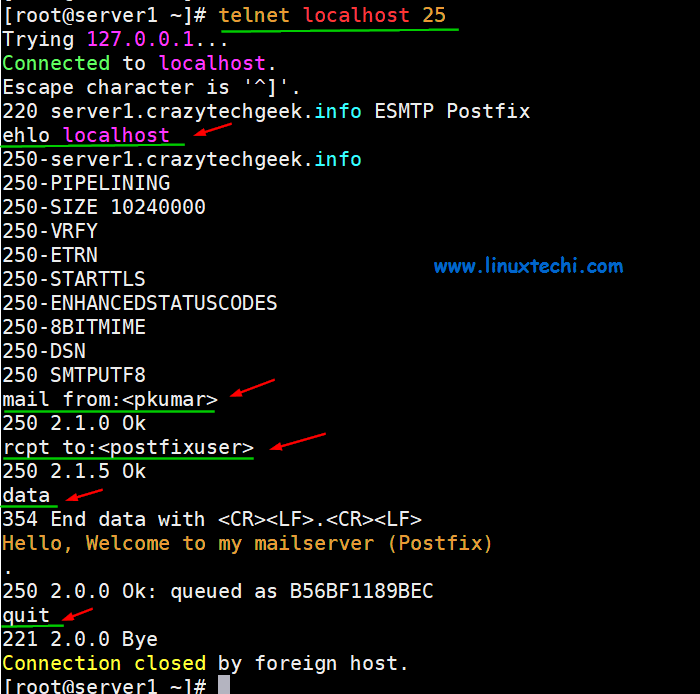 [root@server1 ~]# telnet localhost 25
Trying 127.0.0.1...
Connected to localhost.
Escape character is '^]'.
220 server1.crazytechgeek.info ESMTP Postfix
ehlo localhost
250-server1.crazytechgeek.info
250-PIPELINING
250-SIZE 10240000
250-VRFY
250-ETRN
www.linuxtechi.com
250-STARTTLS
250-ENHANCEDSTATUSCODES
250-8BITMIME
250-DSN
250 SMTPUTF8
mail from:<pkumar>
250 2.1.0 Ok
rcpt to:<postfixuser>
250 2.1.5 Ok
data
354 End data with <CR><LF>.<CR><LF>
Hello, Welcome to my mailserver (Postfix)
.
250 2.0.0 Ok: queued as B56BF1189BEC
quit
221 2.0.0 Bye
Connection closed by foreign host.
[root@server1 ~]#